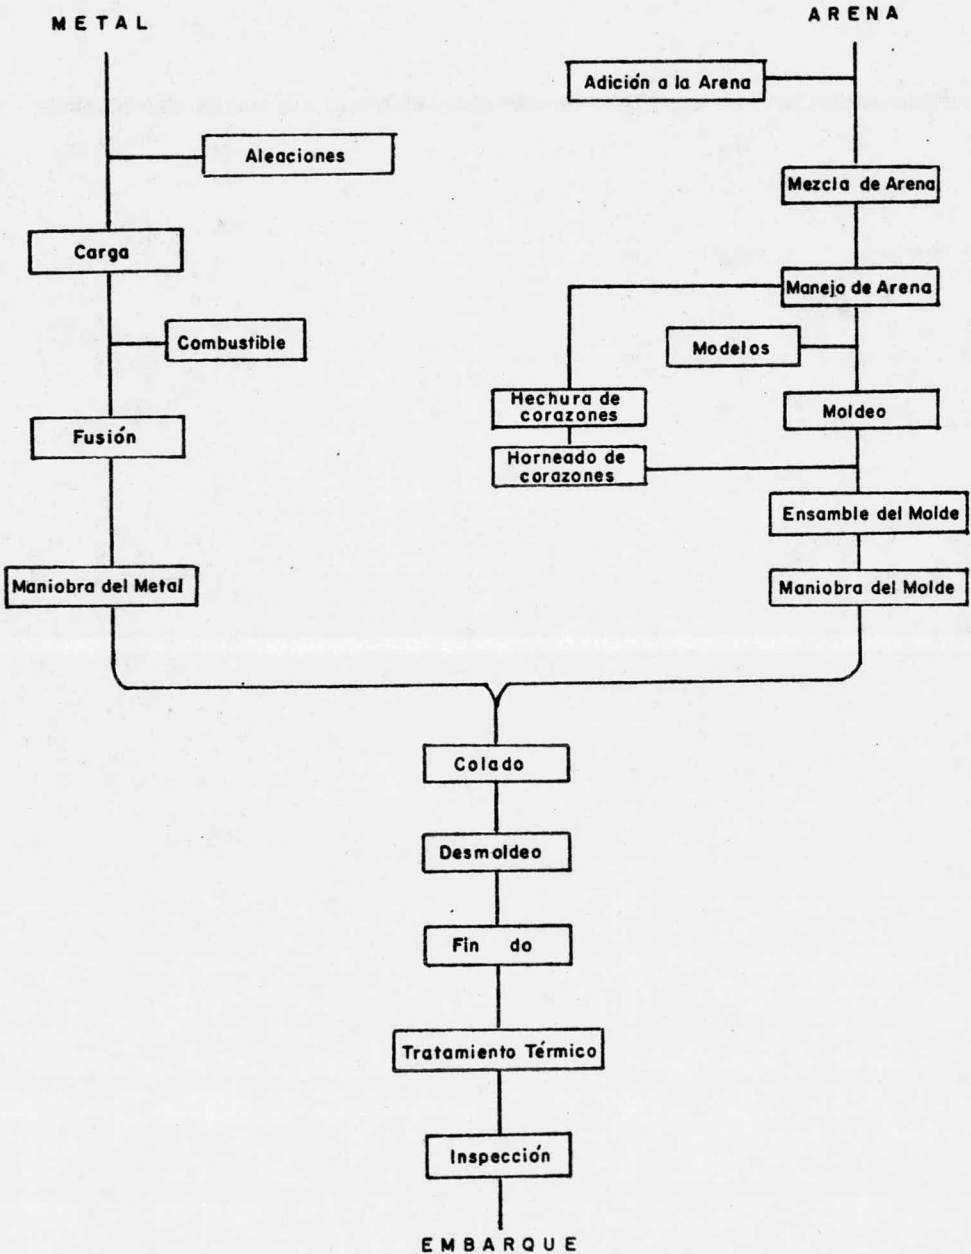 METAL
ARENA
Adición a la Arena
Aleaciones
Mezcla de Arena
Carga
Manejo de Arena
Combustible
Modelos
Hechura de
corazones
Moldeo
Fusión
Horneado de
corazones
Ensamble del Molde
Maniobra del Metal
Maniobra del Molde
Colado
Desmoldeo
Fin do
Tratamiento Térmico
Inspección
EMBARQUE